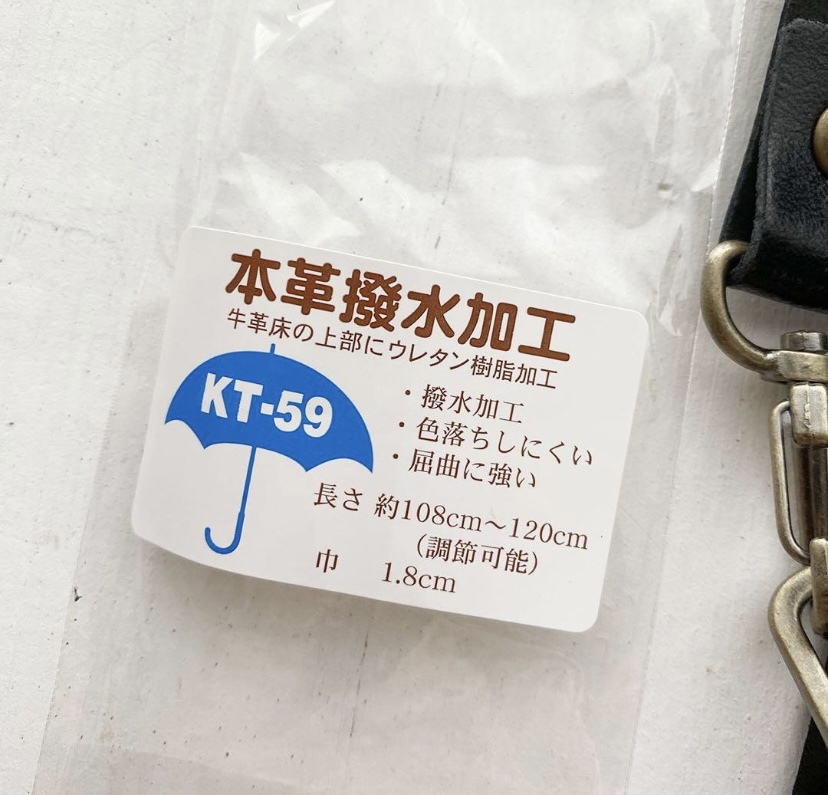 本革撥水加工
牛革床の上部にウレタン樹脂加工
KT-59
・撥水加工
・色落ちしにくい
・屈曲に強い
長さ 約108cm〜120cm
（調節可能）
巾 1.8cm